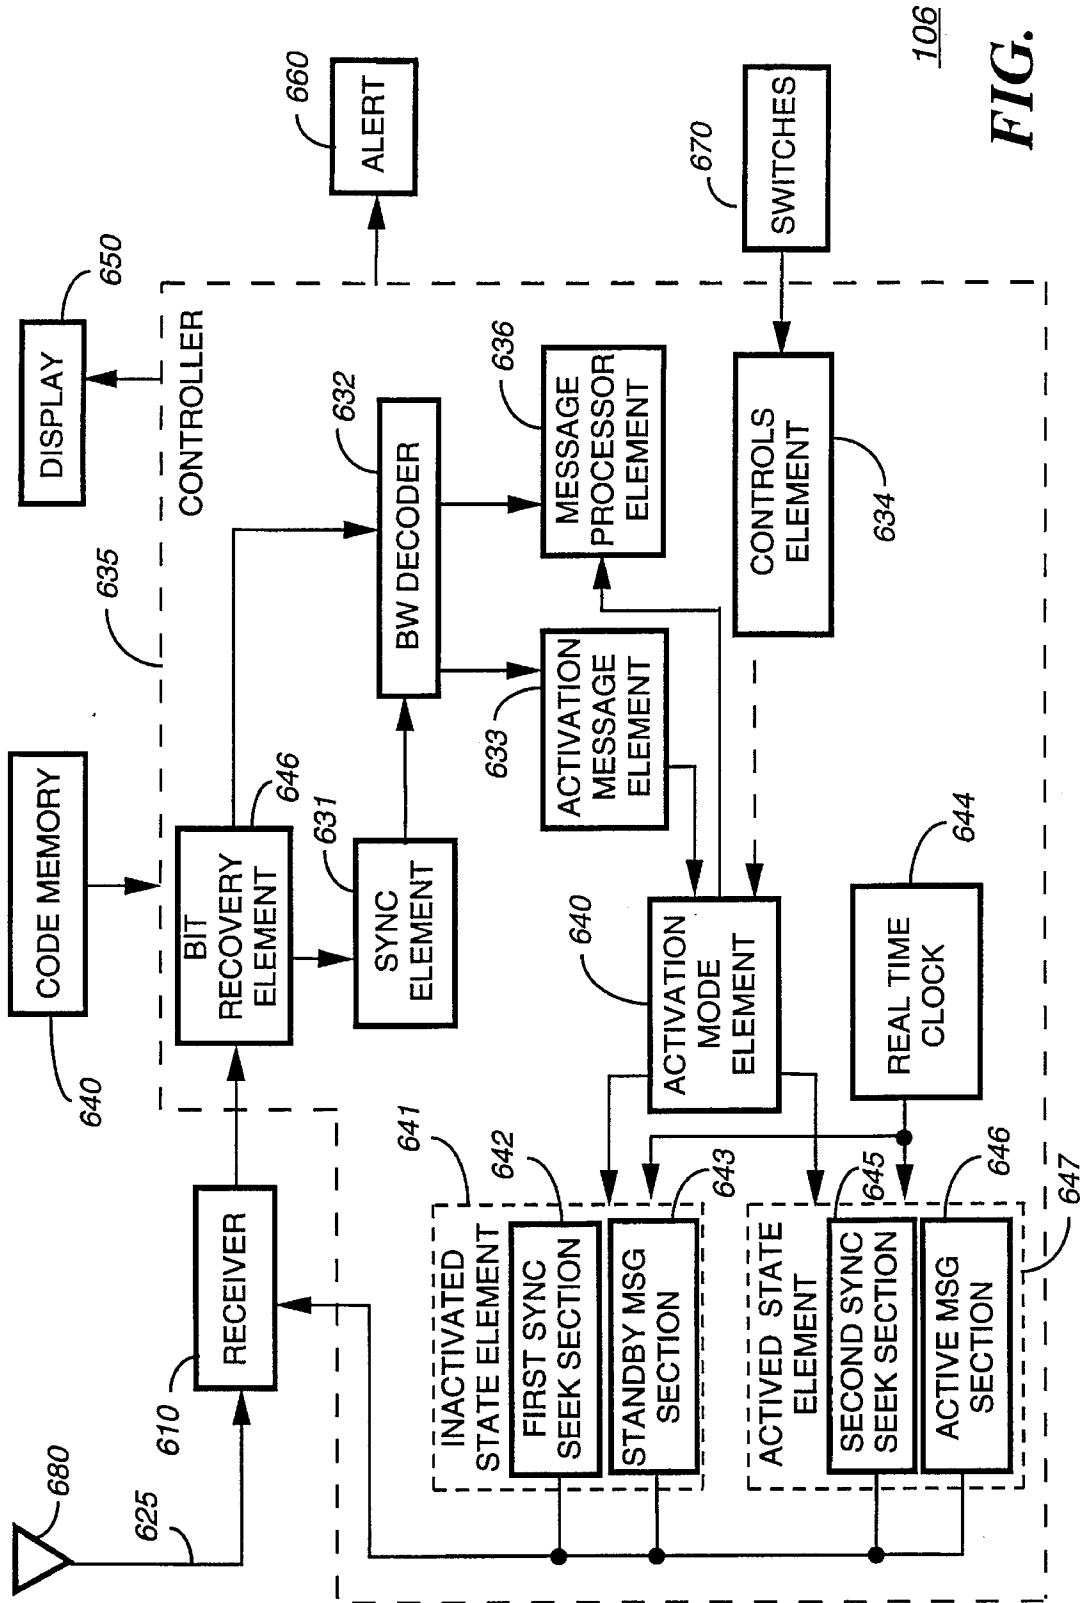 680
625
610
RECEIVER
640
CODE MEMORY
635
DISPLAY
650
CONTROLLER
660
ALERT
BIT
RECOVERY
ELEMENT
646
631
SYNC
ELEMENT
BW DECODER
632
633
ACTIVATION
MESSAGE
ELEMENT
MESSAGE
PROCESSOR
ELEMENT
636
641
INACTIVATED
STATE ELEMENT
642
FIRST SYNC
SEEK SECTION
STANDBY MSG
SECTION
643
640
ACTIVATION
MODE
ELEMENT
CONTROLS
ELEMENT
634
670
SWITCHES
ACTIVED STATE
ELEMENT
645
SECOND SYNC
SEEK SECTION
646
ACTIVE MSG
SECTION
647
REAL TIME
CLOCK
644
106
FIG.